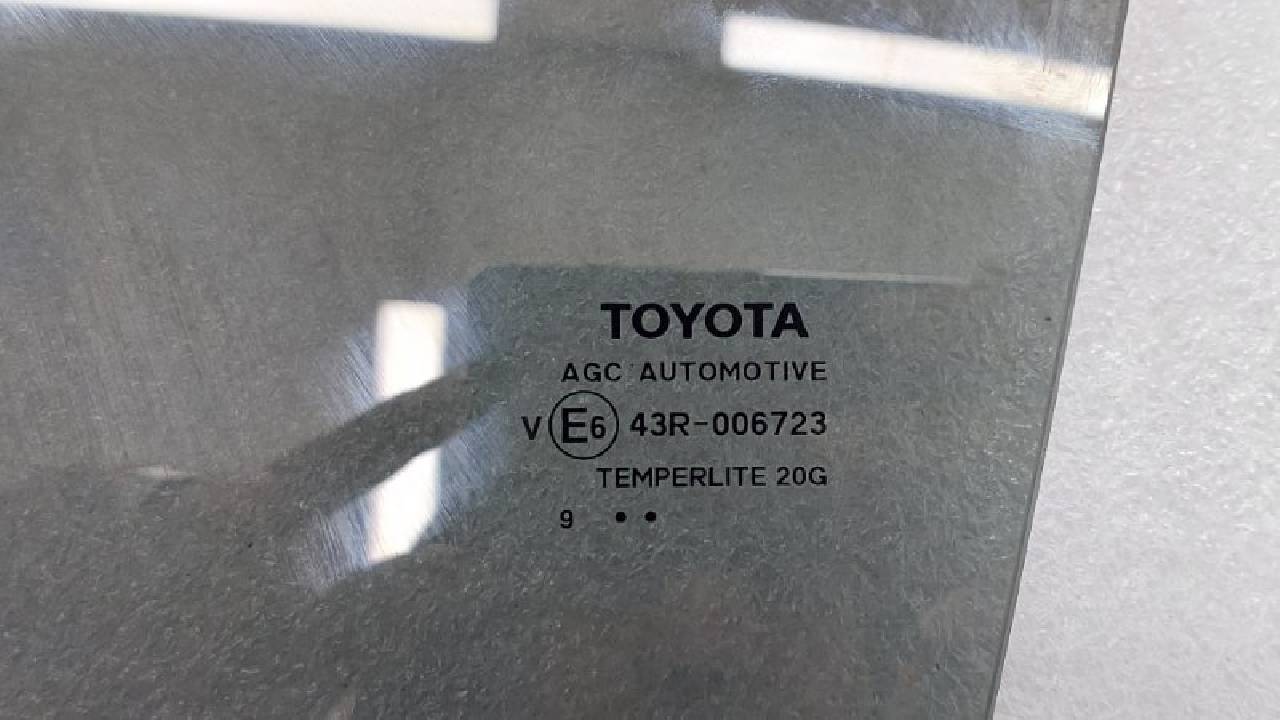 TOYOTA
AGC AUTOMOTIVE
V E6 43R-006723
TEMPERLITE 20G
9 • •